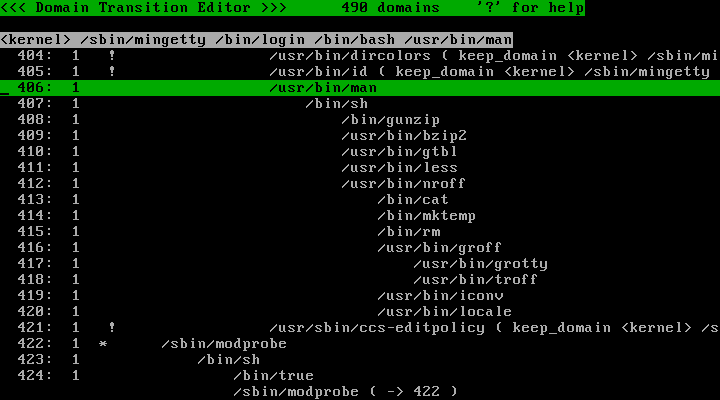 <<< Domain Transition Editor >>>      490 domains    '?' for help
<kernel> /sbin/mingetty /bin/login /bin/bash /usr/bin/man
404:  1   !                 /usr/bin/dircolors ( keep_domain <kernel> /sbin/mi
405:  1   !                 /usr/bin/id ( keep_domain <kernel> /sbin/mingetty
_ 406:  1                     /usr/bin/man
407:  1                         /bin/sh
408:  1                             /bin/gunzip
409:  1                             /usr/bin/bzip2
410:  1                             /usr/bin/gtbl
411:  1                             /usr/bin/less
412:  1                             /usr/bin/nroff
413:  1                                 /bin/cat
414:  1                                 /bin/mktemp
415:  1                                 /bin/rm
416:  1                                 /usr/bin/groff
417:  1                                     /usr/bin/grotty
418:  1                                     /usr/bin/troff
419:  1                                 /usr/bin/iconv
420:  1                                 /usr/bin/locale
421:  1   !                 /usr/sbin/ccs-editpolicy ( keep_domain <kernel> /s
422:  1  *      /sbin/modprobe
423:  1             /bin/sh
424:  1                 /bin/true
/sbin/modprobe ( -> 422 )